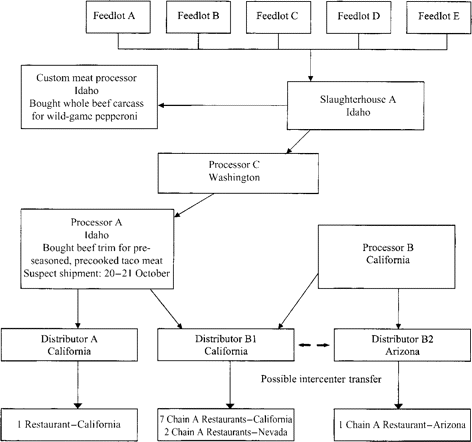 Feedlot A
Feedlot B
Feedlot C
Feedlot D
Feedlot E
Custom meat processor
Idaho
Bought whole beef carcass
for wild-game pepperoni
Slaughterhouse A
Idaho
Processor C
Washington
Processor A
Idaho
Bought beef trim for pre-
seasoned, precooked taco meat
Suspect shipment: 20–21 October
Processor B
California
Distributor A
California
Distributor B1
California
Distributor B2
Arizona
Possible intercenter transfer
1 Restaurant–California
7 Chain A Restaurants–California
2 Chain A Restaurants–Nevada
1 Chain A Restaurant–Arizona